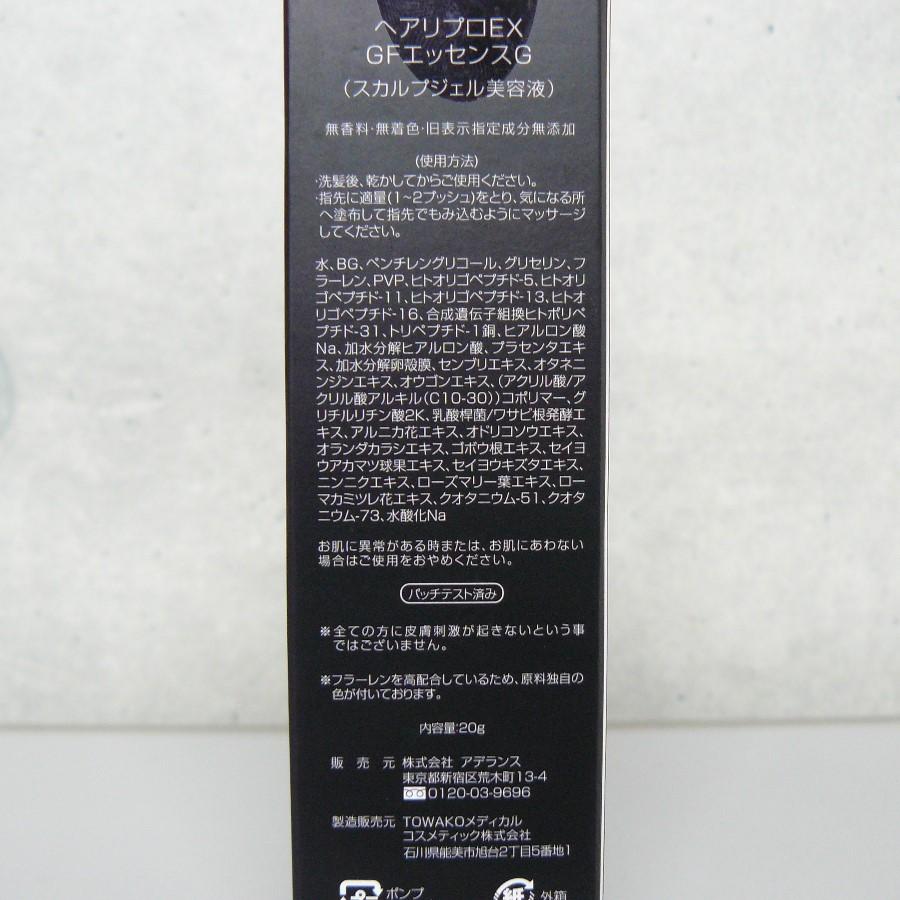 ヘアリプロEX
GFエッセンスG
（スカルプジェル美容液）
無香料・無着色・旧表示指定成分無添加
(使用方法)
・洗髪後、乾かしてからご使用ください。
・指先に適量(1~2プッシュ)をとり、気になる所
へ塗布して指先でもみ込むようにマッサージ
してください。
水、BG、ペンチレングリコール、グリセリン、フ
ラーレン、PVP、ヒトオリゴペプチド-5、ヒトオリ
ゴペプチド-11、ヒトオリゴペプチド-13、ヒトオ
リゴペプチド-16、合成遺伝子組換ヒトポリペ
プチド-31、トリペプチド-1銅、ヒアルロン酸
Na、加水分解ヒアルロン酸、プラセンタエキ
ス、加水分解卵殻膜、センブリエキス、オタネニ
ンジンエキス、オウゴンエキス、（アクリル酸/ア
クリル酸アルキル（C10-30））コポリマー、グ
リチルリチン酸2K、乳酸桿菌/ワサビ根発酵エ
キス、アルニカ花エキス、オドリコソウエキス、
オランダカラシエキス、ゴボウ根エキス、セイヨ
ウアカマツ球果エキス、セイヨウキズタエキス、
ニンニクエキス、ローズマリー葉エキス、ロー
マカミツレ花エキス、クオタニウム-51、クオタ
ニウム-73、水酸化Na
お肌に異常がある時または、お肌にあわない
場合はご使用をおやめください。
パッチテスト済み
※全ての方に皮膚刺激が起きないという事
ではございません。
※フラーレンを高配合しているため、原料独自の
色が付いております。
内容量:20g
販売元 株式会社 アデランス
東京都新宿区荒木町13-4
0120-03-9696
製造販売元 TOWAKOメディカル
コスメティック株式会社
石川県能美市旭台2丁目5番地1
ポンプ
紙 外箱